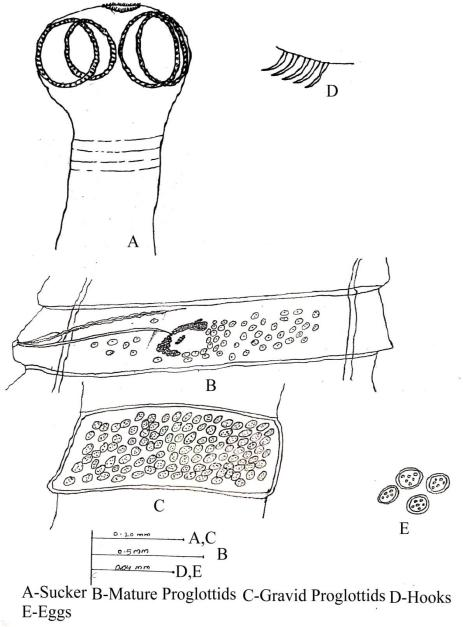 D
A
B
C
E
0.20 mm A,C
0.5 mm B
0.04 mm D,E
A-Sucker B-Mature Proglottids C-Gravid Proglottids D-Hooks
E-Eggs